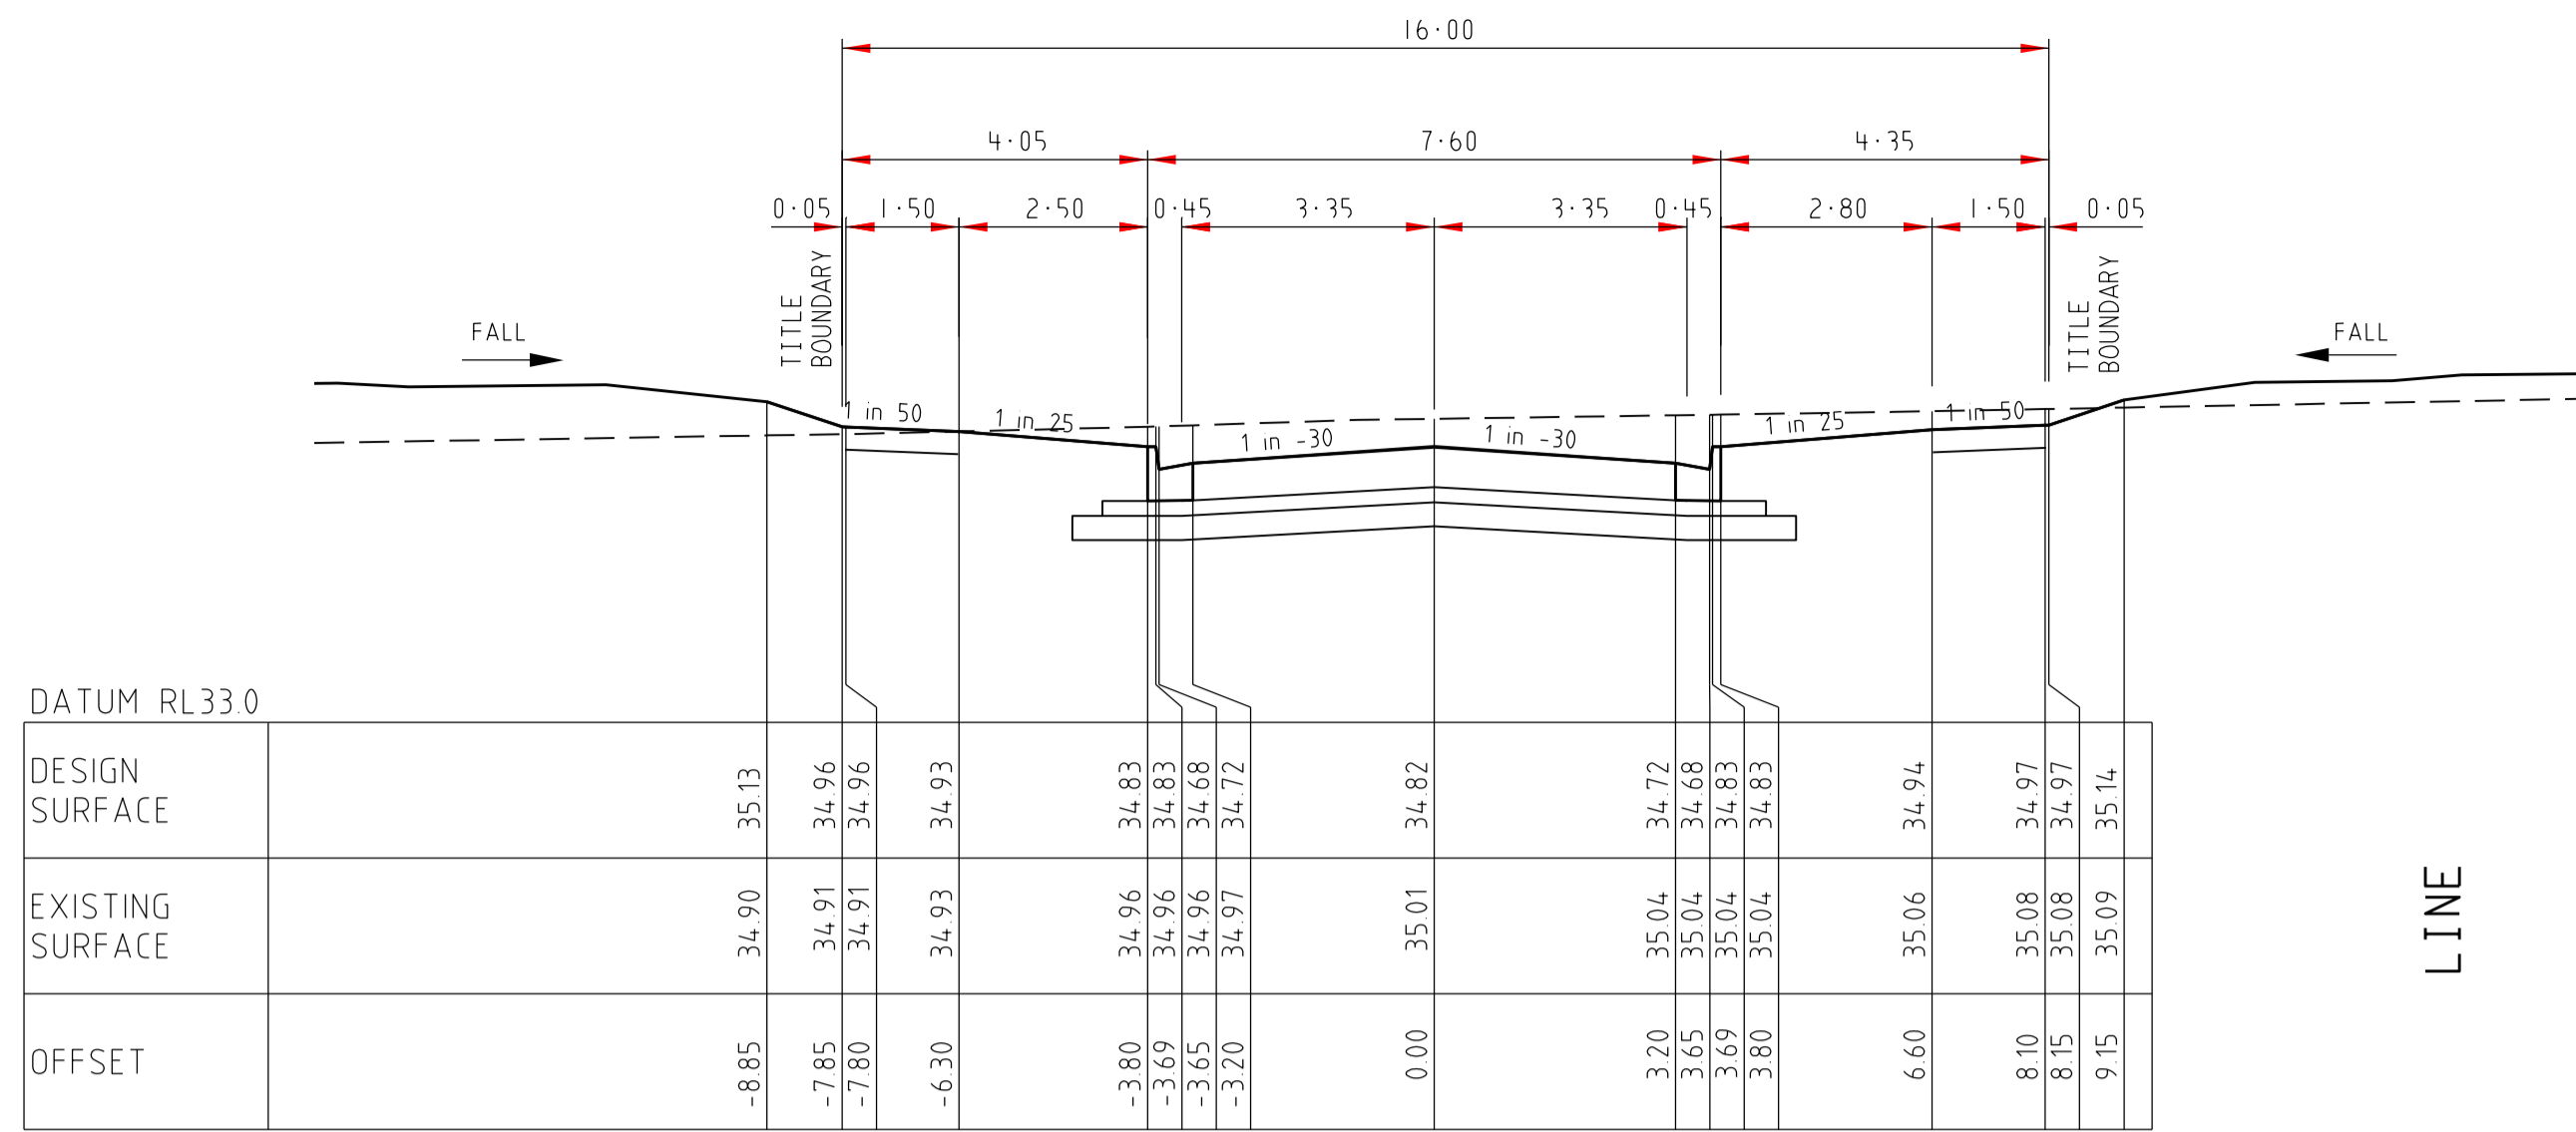 16·00
4·05 7·60 4·35
0·05 1·50 2·50 0·45 3·35 3·35 0·45 2·80 1·50 0·05
TITLE
BOUNDARY
TITLE
BOUNDARY
FALL
FALL
1 in 50
1 in 25
1 in -30
1 in -30
1 in 25
1 in 50
DATUM RL33.0
DESIGN
SURFACE
35.13 34.96 34.96 34.93 34.83 34.83 34.68 34.72 34.82 34.72 34.68 34.83 34.83 34.94 34.97 34.97 35.14
EXISTING
SURFACE
34.90 34.91 34.91 34.93 34.96 34.96 34.96 34.97 35.01 35.04 35.04 35.04 35.04 35.06 35.08 35.08 35.09
OFFSET
-8.85 -7.85 -7.80 -6.30 -3.80 -3.69 -3.65 -3.20 0.00 3.20 3.65 3.69 3.80 6.60 8.10 8.15 9.15
LINE